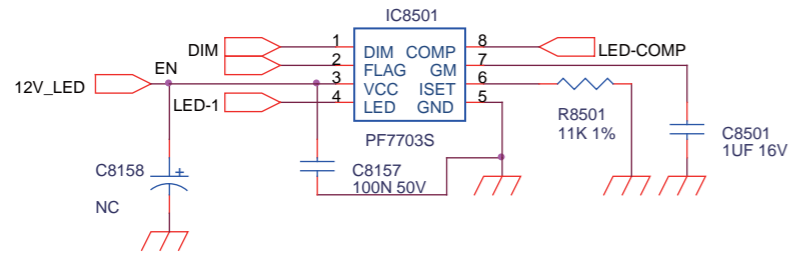 IC8501
1
8
DIM
DIM COMP
LED-COMP
2
7
EN
FLAG GM
12V_LED
3
6
VCC ISET
LED-1
4
5
LED GND
R8501
11K 1%
PF7703S
C8501
1UF 16V
C8158
+
C8157
100N 50V
NC